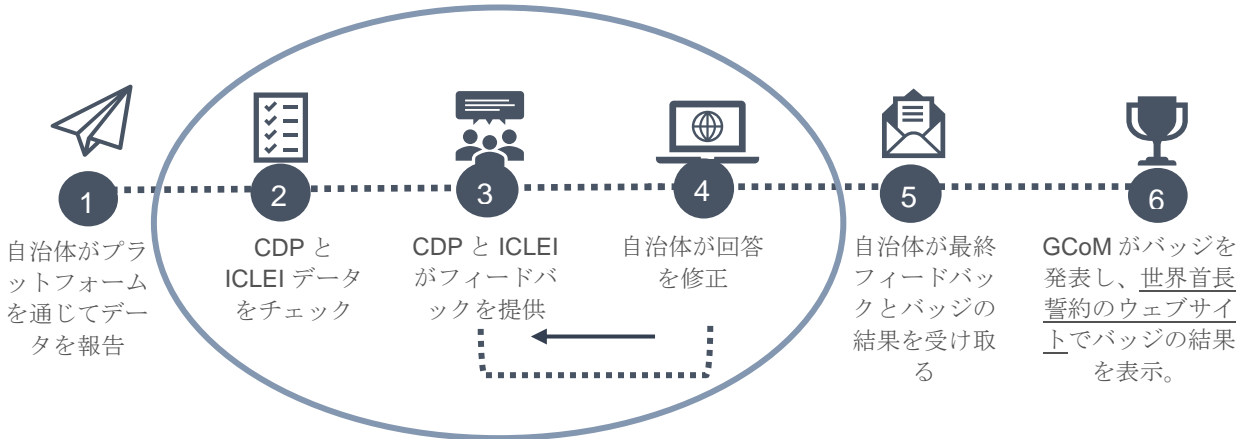 1
自治体がプラ
ットフォーム
を通じてデー
タを報告
2
CDP と
ICLEI データ
をチェック
3
CDP と ICLEI
がフィードバ
ックを提供
4
自治体が回答
を修正
5
自治体が最終
フィードバッ
クとバッジの
結果を受け取
る
6
GCoM がバッジを
発表し、世界首長
誓約のウェブサイ
トでバッジの結果
を表示。